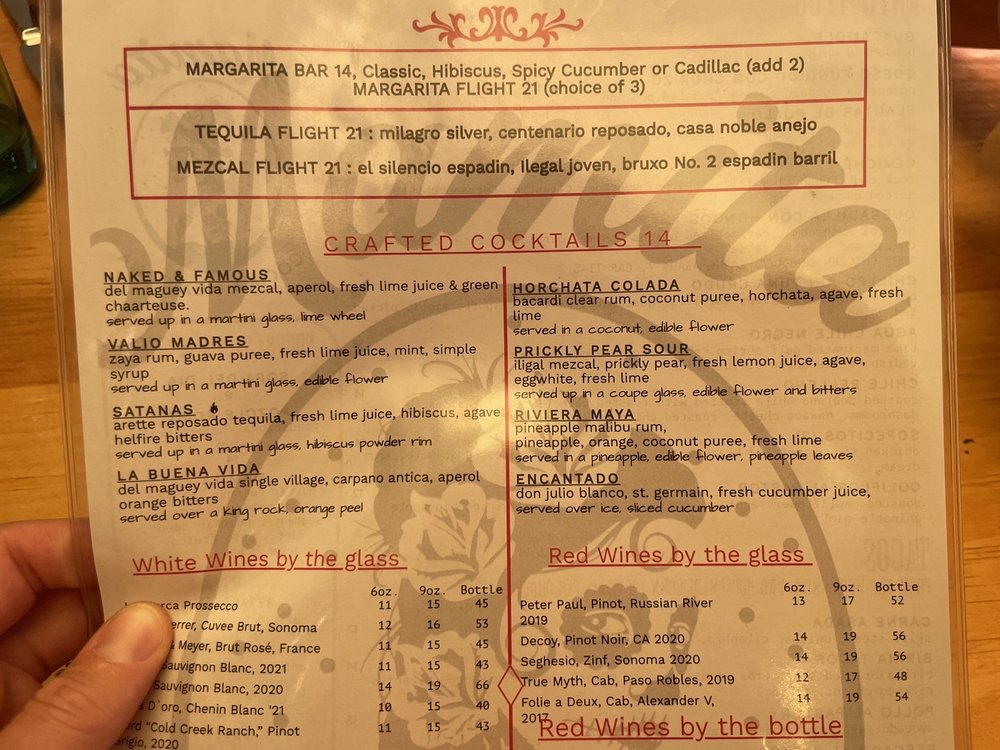 MARGARITA BAR 14, Classic, Hibiscus, Spicy Cucumber or Cadillac (add 2)
MARGARITA FLIGHT 21 (choice of 3)
TEQUILA FLIGHT 21 : milagro silver, centenario reposado, casa noble anejo
MEZCAL FLIGHT 21 : el silencio espadin, Ilegal joven, bruxo No. 2 espadin barril
Mamita
CRAFTED COCKTAILS 14
NAKED & FAMOUS
del maguey vida mezcal, aperol, fresh lime juice & green
chaarteuse.
served up in a martini glass, lime wheel
VALIO MADRES
zaya rum, guava puree, fresh lime juice, mint, simple
syrup
served up in a martini glass, edible flower
SATANAS
arette reposado tequila, fresh lime juice, hibiscus, agave
helfire bitters
served up in a martini glass, hibiscus powder rim
LA BUENA VIDA
del maguey vida single village, carpano antica, aperol
orange bitters
served over a king rock, orange peel
HORCHATA COLADA
bacardi clear rum, coconut puree, horchata, agave, fresh
lime
served in a coconut, edible flower
PRICKLY PEAR SOUR
iligal mezcal, prickly pear, fresh lemon juice, agave,
eggwhite, fresh lime
served up in a coupe glass, edible flower and bitters
RIVIERA MAYA
pineapple malibu rum,
pineapple, orange, coconut puree, fresh lime
served in a pineapple, edible flower, pineapple leaves
ENCANTADO
don julio blanco, st. germain, fresh cucumber juice,
served over ice, sliced cucumber
White Wines by the glass
6oz. 9oz. Bottle
Prossecco 11 15 45
Cuvee Brut, Sonoma 12 16 53
Meyer, Brut Rosé, France 11 15 45
Sauvignon Blanc, 2021 11 15 43
Sauvignon Blanc, 2020 14 19 66
D`oro, Chenin Blanc '21 10 15 40
"Cold Creek Ranch," Pinot 11 15 43
2020
Red Wines by the glass
6oz. 9oz. Bottle
Peter Paul, Pinot, Russian River 13 17 52
2019
Decoy, Pinot Noir, CA 2020 14 19 56
Seghesio, Zinf, Sonoma 2020 14 19 56
True Myth, Cab, Paso Robles, 2019 12 17 48
Folie a Deux, Cab, Alexander V, 14 19 54
2017
Red Wines by the bottle